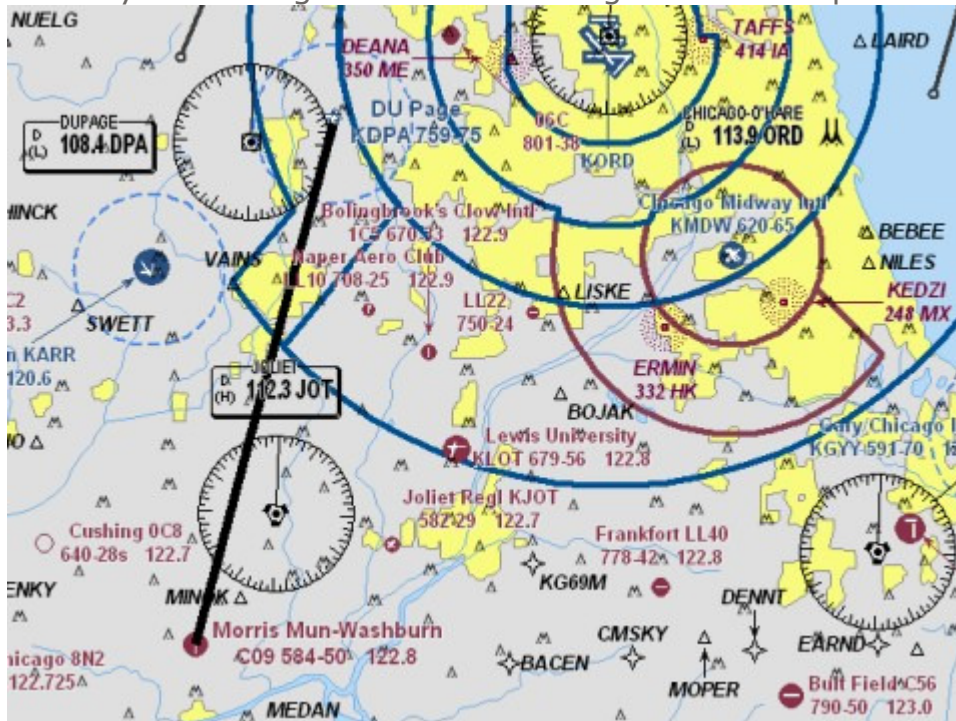 NUELG
DEANA
350 ME
TAFFS
414 IA
LAIRD
DUPAGE
D
(L) 108.4 DPA
DU Page
KDPA 759-75
06C
801-38
KORD
CHICAGO-O'HARE
D
(L) 113.9 ORD
HINCK
Bolingbrook's Clow Intl
1C5 670-33 122.9
Chicago Midway Intl
KMDW 620-65
BEBEE
VAINS
Naper Aero Club
LL10 708-25 122.9
NILES
C2
3.3
SWETT
LL22
750-24
LISKE
KEDZI
248 MX
n KARR
120.6
JOLIET
D
(H) 112.3 JOT
ERMIN
332 HK
BOJAK
Lewis University
KLOT 679-56 122.8
Gary/Chicago I
KGYY 591-70
Joliet Regl KJOT
582-29 122.7
Cushing 0C8
640-28s 122.7
Frankfort LL40
778-42 122.8
KG69M
ENKY
MINOK
DENNT
Morris Mun-Washburn
C09 584-50 122.8
CMSKY
EARND
hicago 8N2
122.725
BACEN
MOPER
Bult Field C56
790-50 123.0
MEDAN